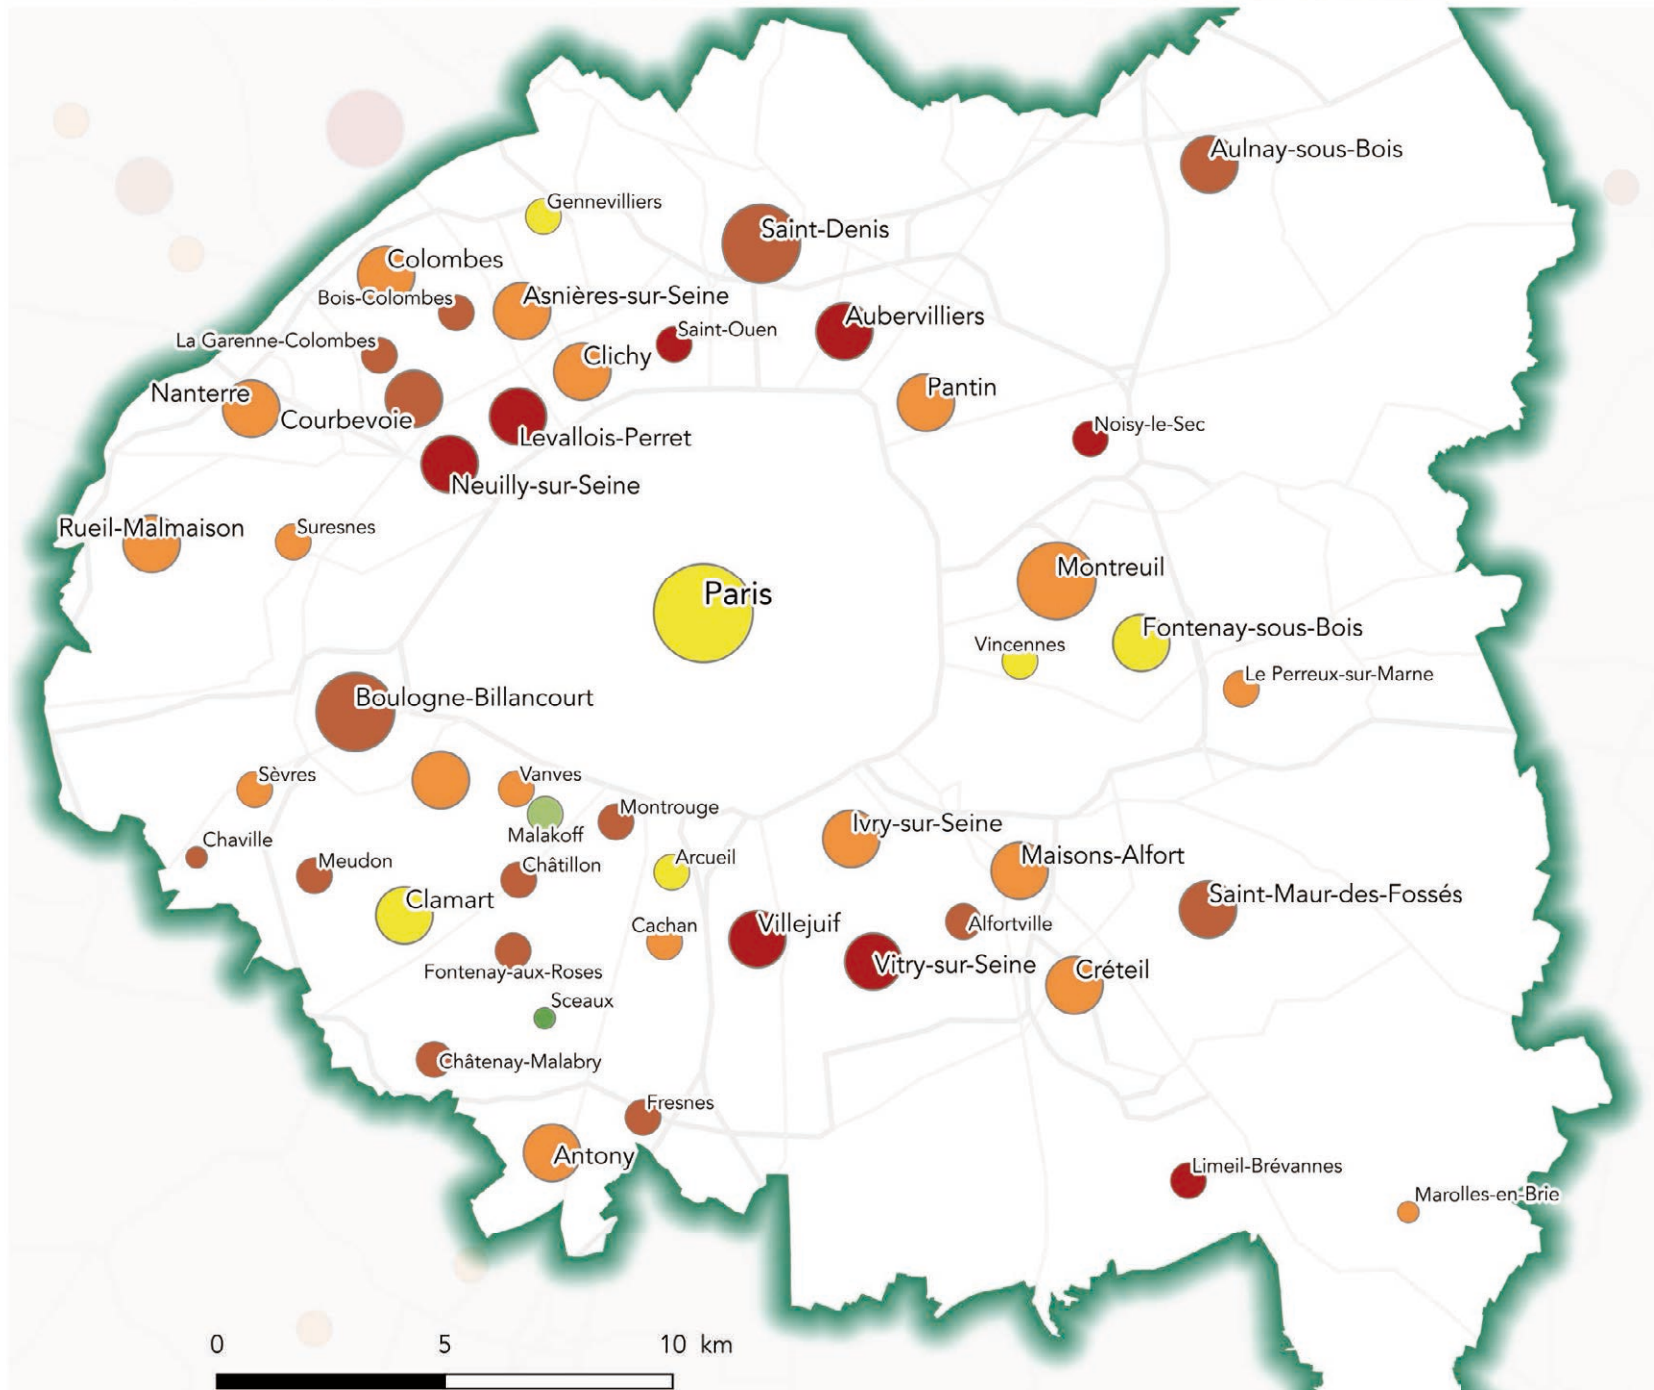 Aulnay-sous-Bois
Gennevilliers
Saint-Denis
Colombes
Bois-Colombes
Asnières-sur-Seine
Aubervilliers
Saint-Ouen
La Garenne-Colombes
Clichy
Pantin
Nanterre
Courbevoie
Noisy-le-Sec
Levallois-Perret
Neuilly-sur-Seine
Rueil-Malmaison
Suresnes
Montreuil
Paris
Fontenay-sous-Bois
Vincennes
Le Perreux-sur-Marne
Boulogne-Billancourt
Sèvres
Vanves
Montrouge
Ivry-sur-Seine
Malakoff
Chaville
Meudon
Châtillon
Arcueil
Maisons-Alfort
Clamart
Saint-Maur-des-Fossés
Cachan
Villejuif
Alfortville
Vitry-sur-Seine
Fontenay-aux-Roses
Créteil
Sceaux
Châtenay-Malabry
Fresnes
Antony
Limeil-Brévannes
Marolles-en-Brie
0 5 10 km